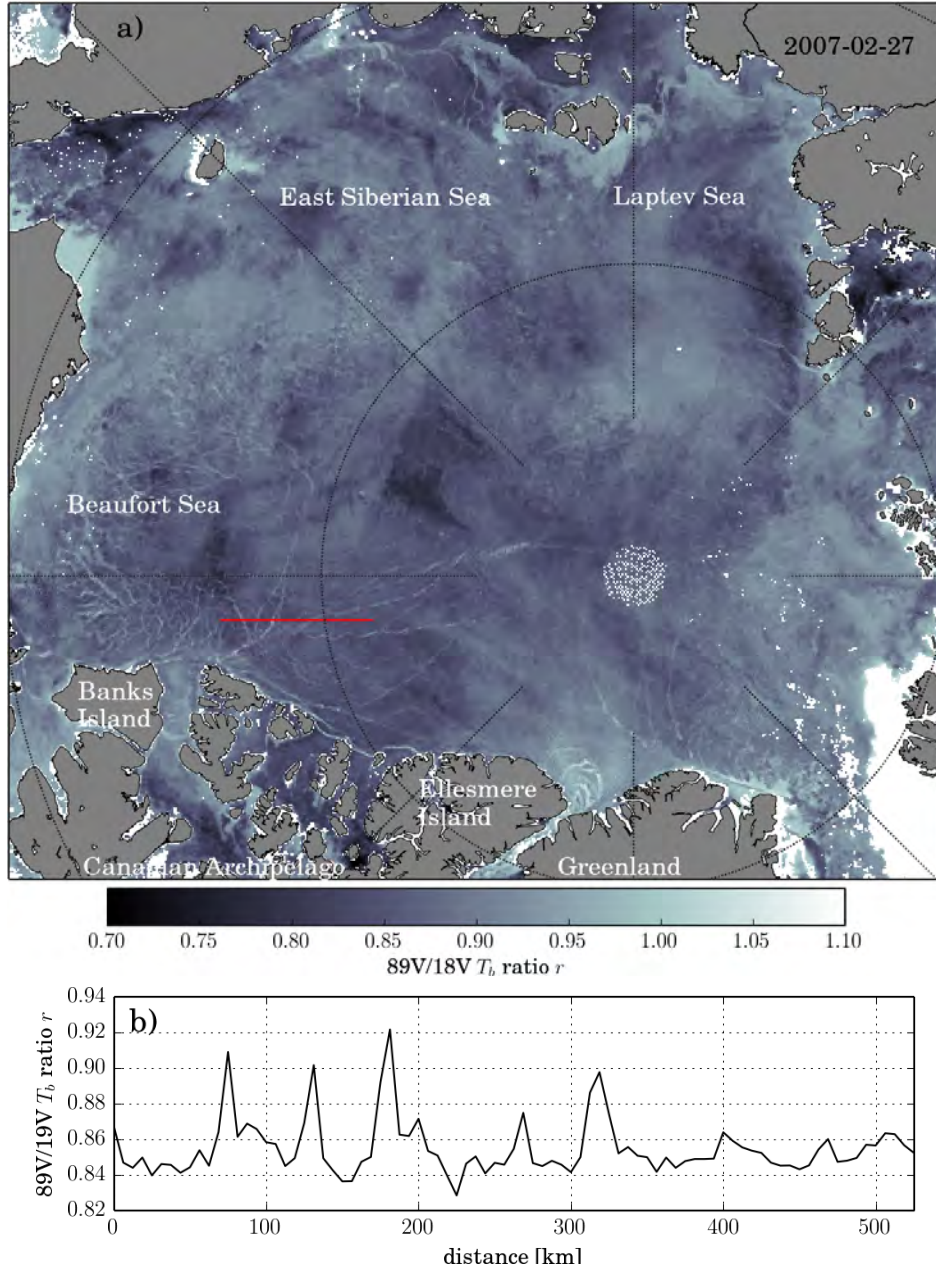 a)
2007-02-27
East Siberian Sea
Laptev Sea
Beaufort Sea
Banks
Island
Ellesmere
island
Canadian Archipelago
Greenland
0.70 0.75 0.80 0.85 0.90 0.95 1.00 1.05 1.10
89V/18V T_b ratio r
b)
89V/19V T_b ratio r
0.94
0.92
0.90
0.88
0.86
0.84
0.82
0 100 200 300 400 500
distance [km]